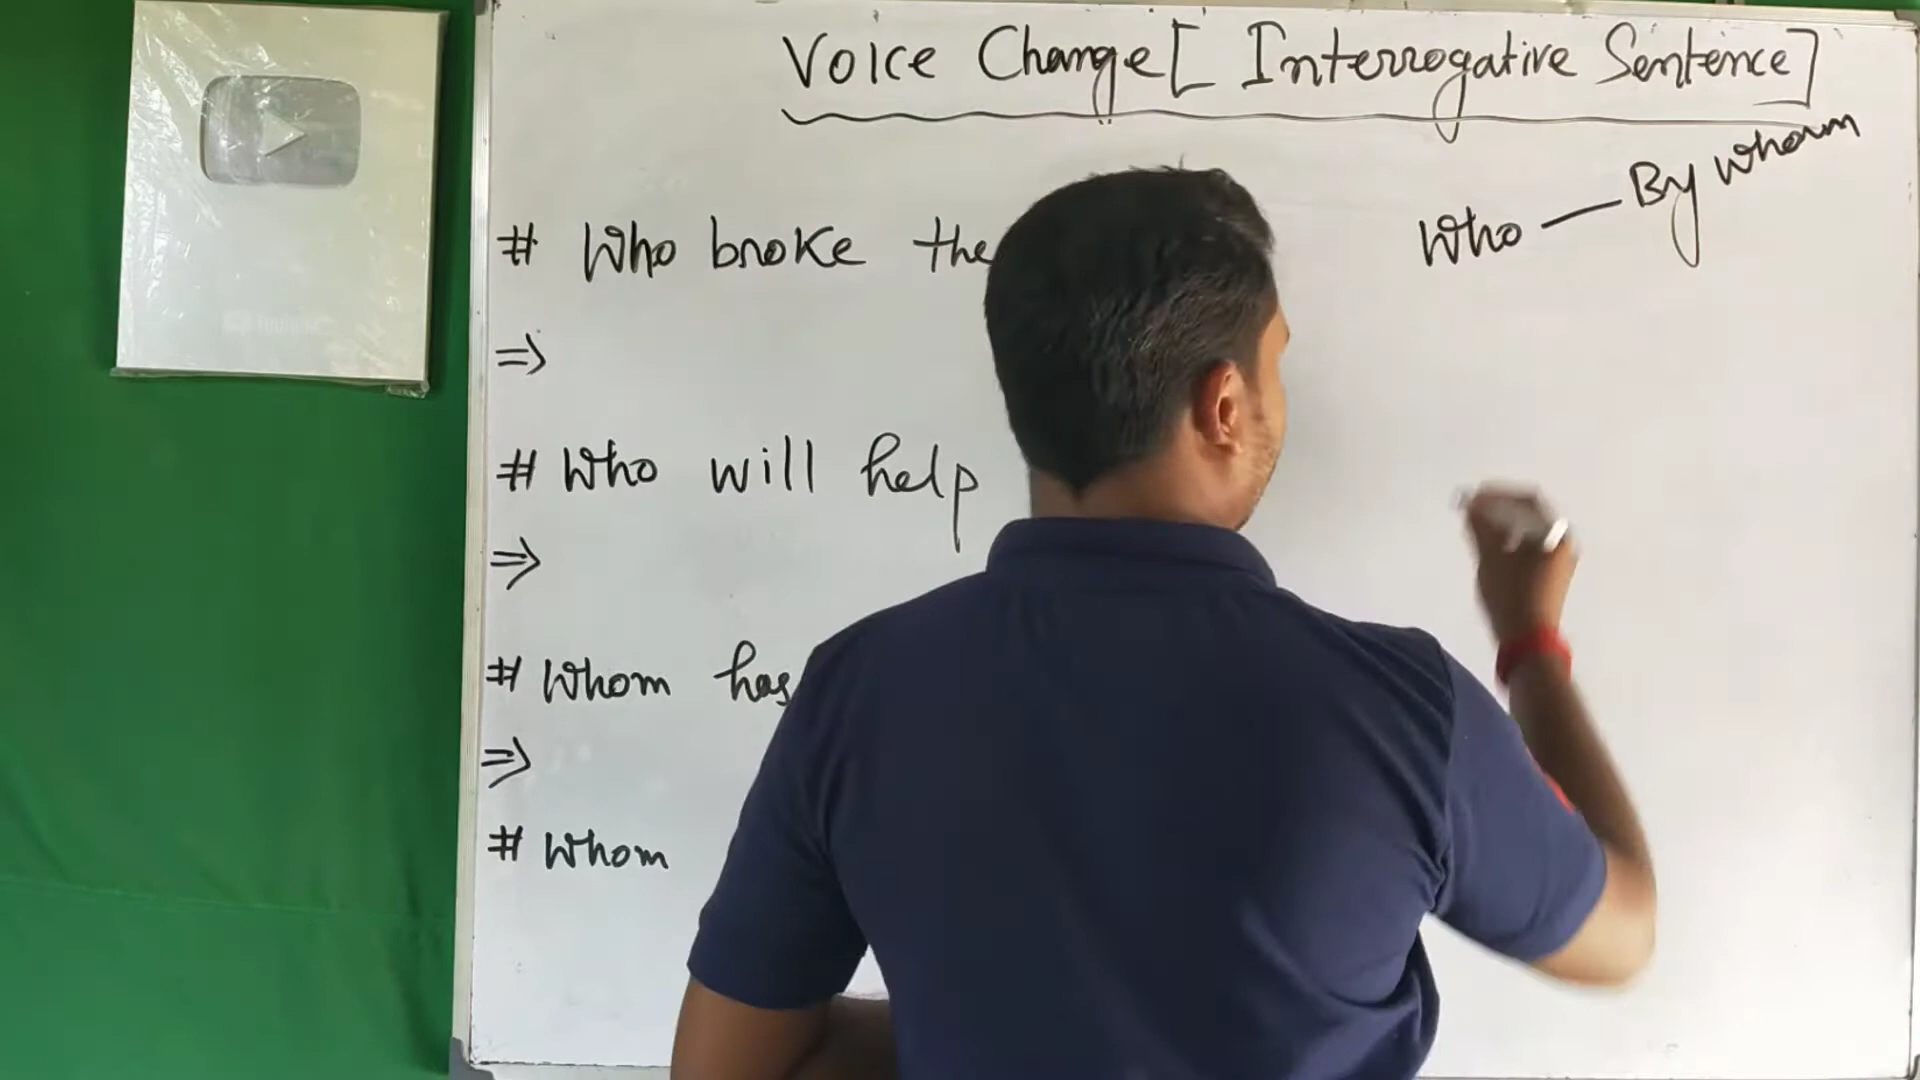 Voice Change [ Interrogative Sentence ]
Who — By whom
# Who broke the
⇒
# Who will help
⇒
# Whom has
⇒
# Whom